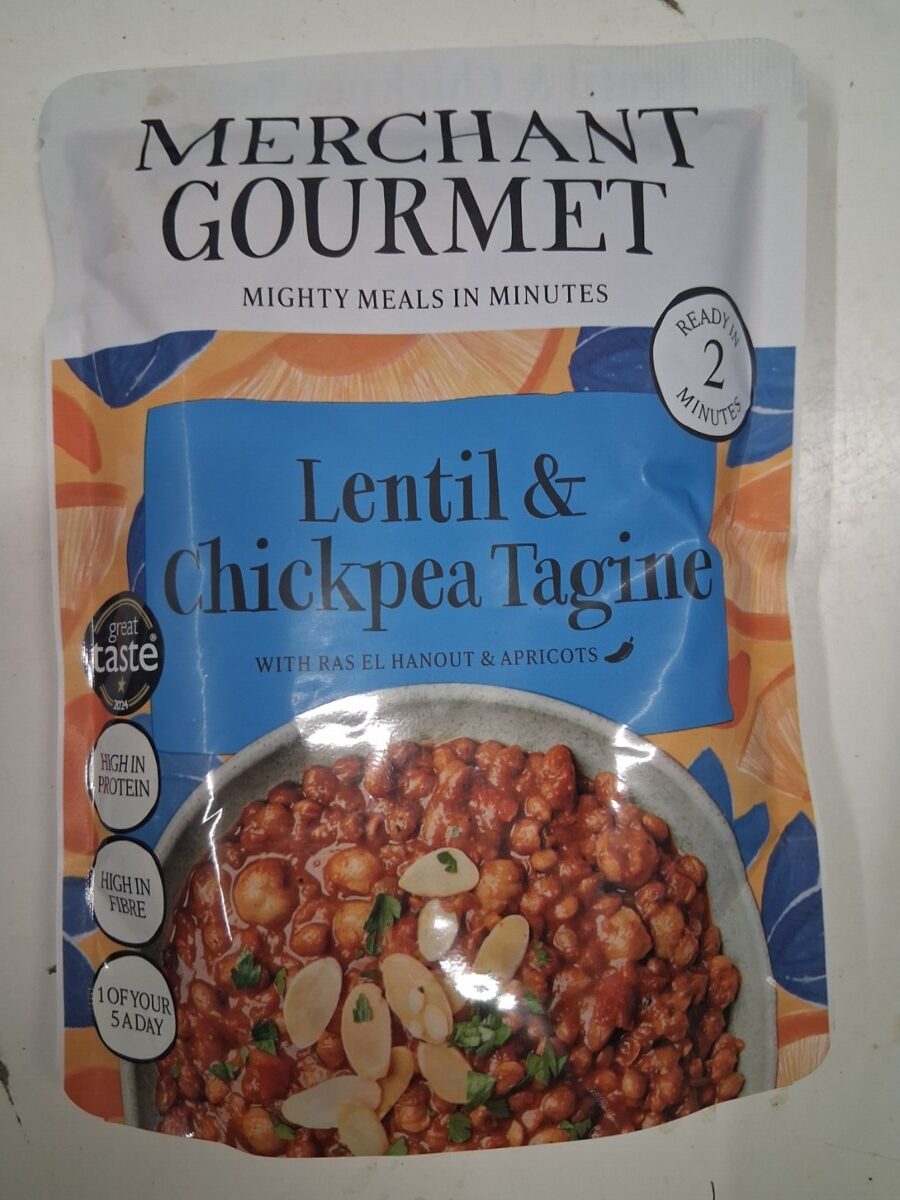 MERCHANT
GOURMET
MIGHTY MEALS IN MINUTES
READY IN
2
MINUTES
Lentil &
Chickpea Tagine
WITH RAS EL HANOUT & APRICOTS
great
taste®
2024
HIGH IN
PROTEIN
HIGH IN
FIBRE
1 OF YOUR
5 A DAY